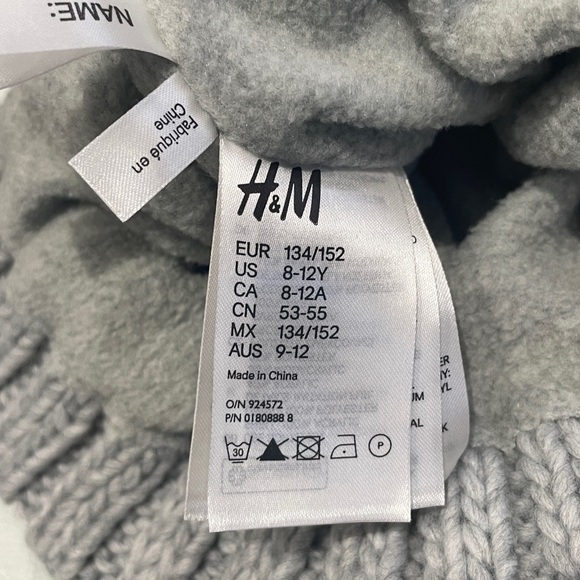 NAME:
Fabriqué en
Chine
H&M
EUR 134/152
US 8-12Y
CA 8-12A
CN 53-55
MX 134/152
AUS 9-12
Made in China
O/N 924572
P/N 0180888 8
30
P